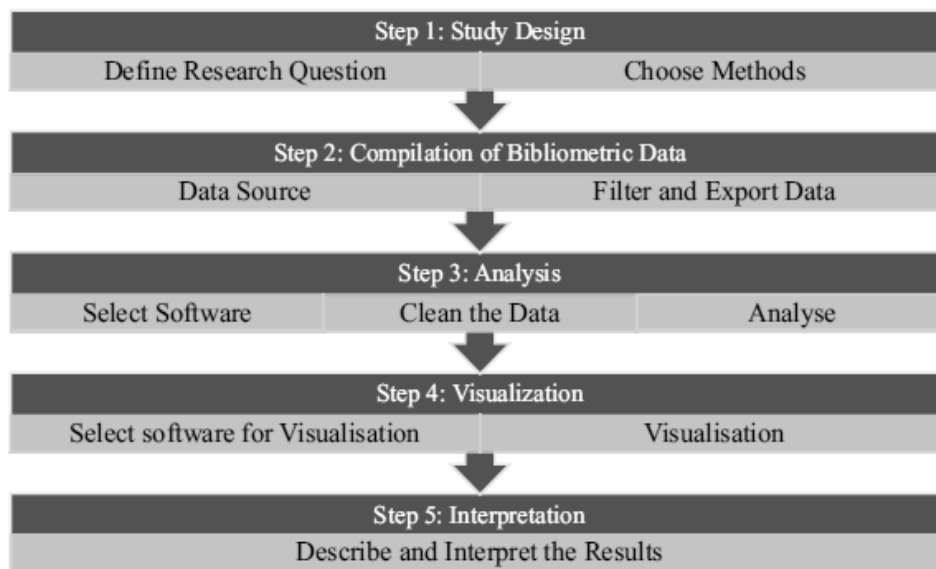 Step 1: Study Design
Define Research Question
Choose Methods
Step 2: Compilation of Bibliometric Data
Data Source
Filter and Export Data
Step 3: Analysis
Select Software
Clean the Data
Analyse
Step 4: Visualization
Select software for Visualisation
Visualisation
Step 5: Interpretation
Describe and Interpret the Results